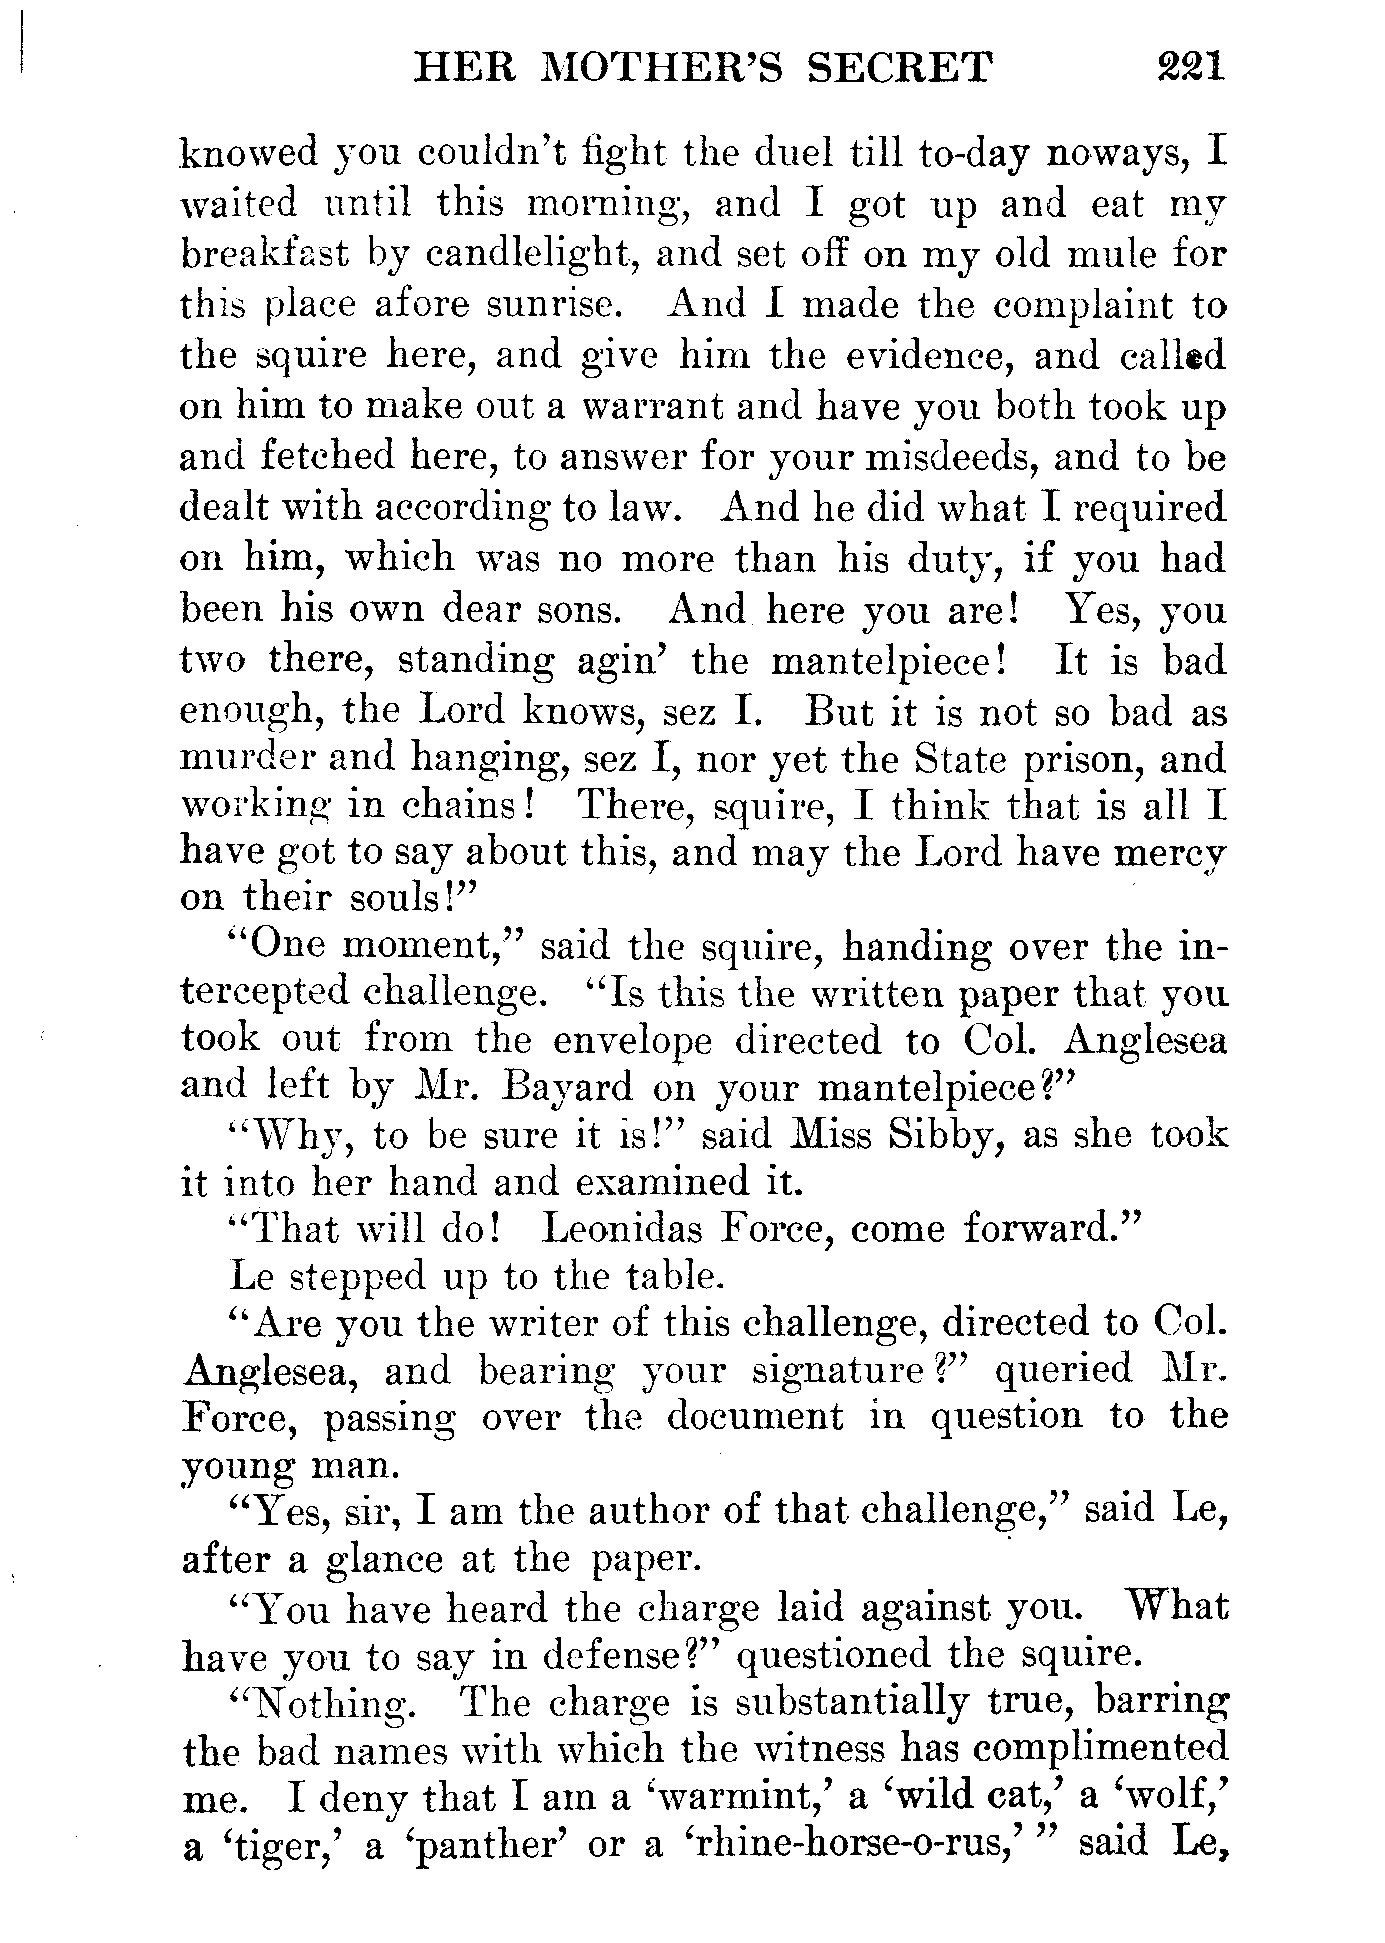 HER MOTHER'S SECRET 221
knowed you couldn't fight the duel till to-day noways, I
waited until this morning, and I got up and eat my
breakfast by candlelight, and set off on my old mule for
this place afore sunrise. And I made the complaint to
the squire here, and give him the evidence, and called
on him to make out a warrant and have you both took up
and fetched here, to answer for your misdeeds, and to be
dealt with according to law. And he did what I required
on him, which was no more than his duty, if you had
been his own dear sons. And here you are! Yes, you
two there, standing agin' the mantelpiece! It is bad
enough, the Lord knows, sez I. But it is not so bad as
murder and hanging, sez I, nor yet the State prison, and
working in chains! There, squire, I think that is all I
have got to say about this, and may the Lord have mercy
on their souls!"
"One moment," said the squire, handing over the in-
tercepted challenge. "Is this the written paper that you
took out from the envelope directed to Col. Anglesea
and left by Mr. Bayard on your mantelpiece?"
"Why, to be sure it is!" said Miss Sibby, as she took
it into her hand and examined it.
"That will do! Leonidas Force, come forward."
Le stepped up to the table.
"Are you the writer of this challenge, directed to Col.
Anglesea, and bearing your signature?" queried Mr.
Force, passing over the document in question to the
young man.
"Yes, sir, I am the author of that challenge," said Le,
after a glance at the paper.
"You have heard the charge laid against you. What
have you to say in defense?" questioned the squire.
"Nothing. The charge is substantially true, barring
the bad names with which the witness has complimented
me. I deny that I am a 'warmint,' a 'wild cat,' a 'wolf,'
a 'tiger,' a 'panther' or a 'rhine-horse-o-rus,' " said Le,